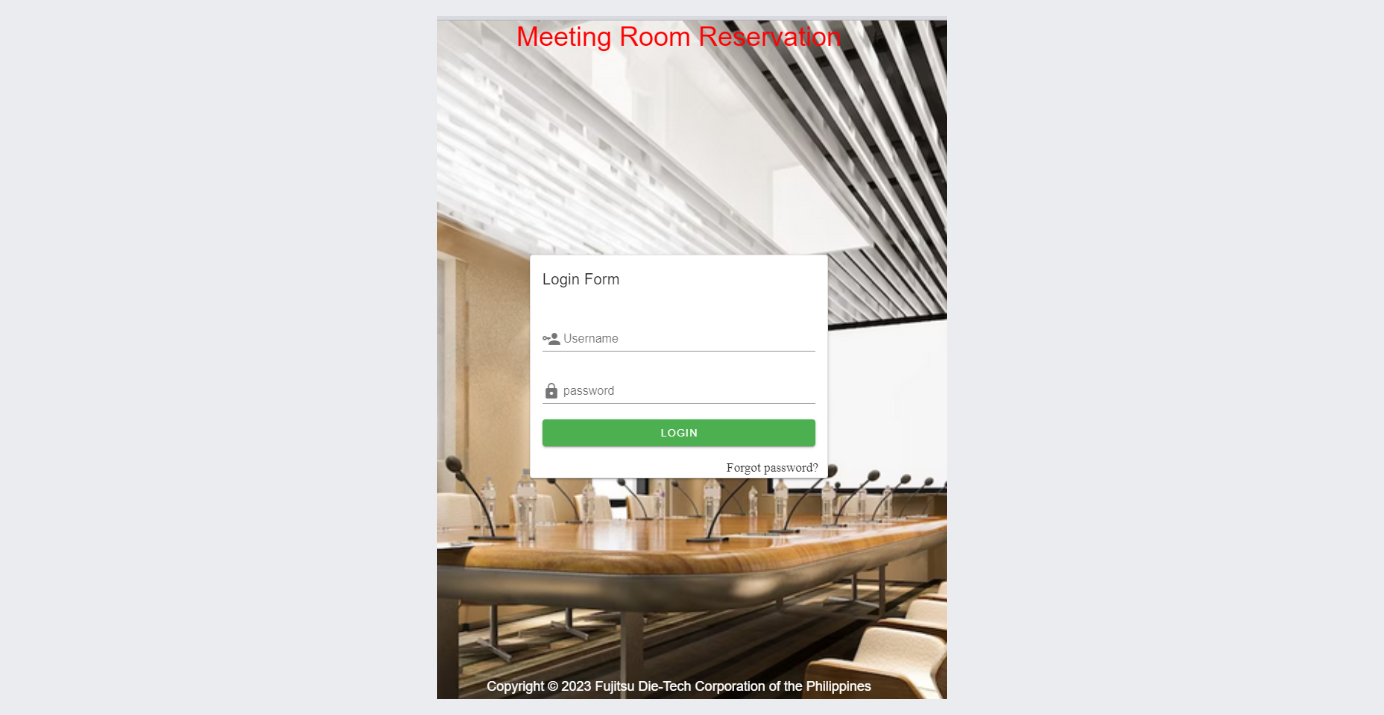 Meeting Room Reservation
Login Form
Username
password
LOGIN
Forgot password?
Copyright © 2023 Fujitsu Die-Tech Corporation of the Philippines